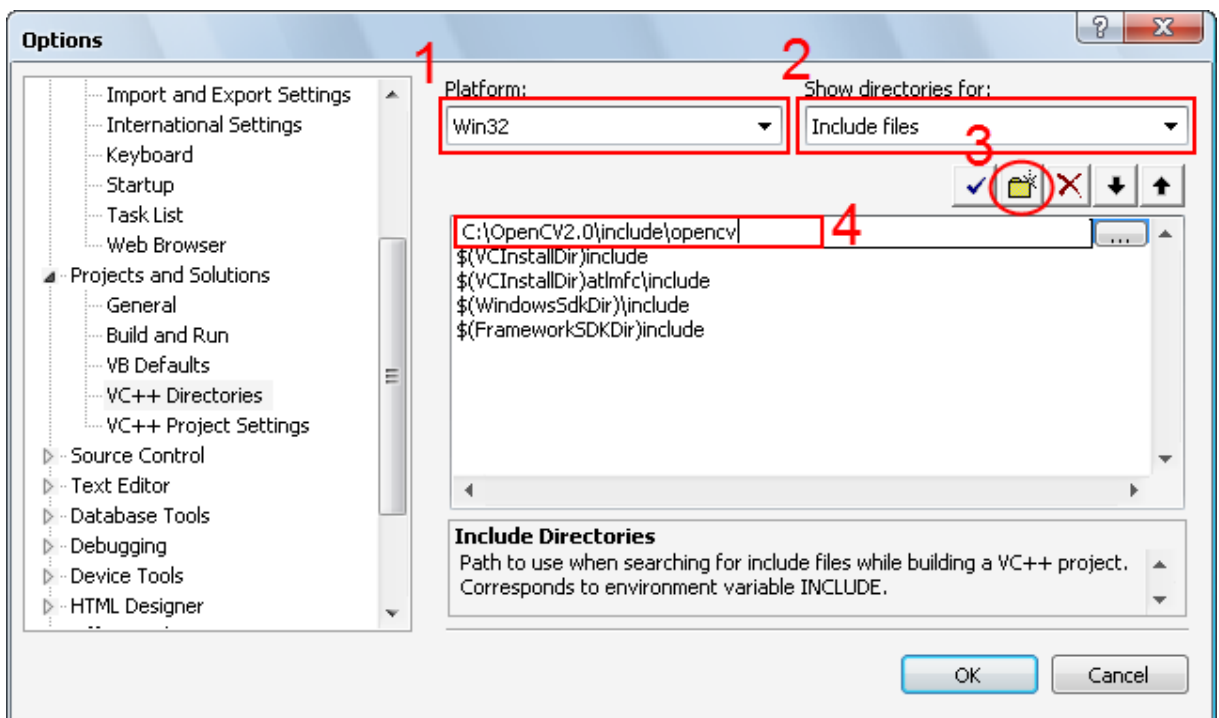 Options
1
2
Import and Export Settings
International Settings
Keyboard
Startup
Task List
Web Browser
Projects and Solutions
General
Build and Run
VB Defaults
VC++ Directories
VC++ Project Settings
Source Control
Text Editor
Database Tools
Debugging
Device Tools
HTML Designer
Platform:
Win32
Show directories for:
Include files
3
C:\OpenCV2.0\include\opencv
4
...
$(VCInstallDir)include
$(VCInstallDir)atlmfc\include
$(WindowsSdkDir)\include
$(FrameworkSDKDir)include
Include Directories
Path to use when searching for include files while building a VC++ project.
Corresponds to environment variable INCLUDE.
OK
Cancel